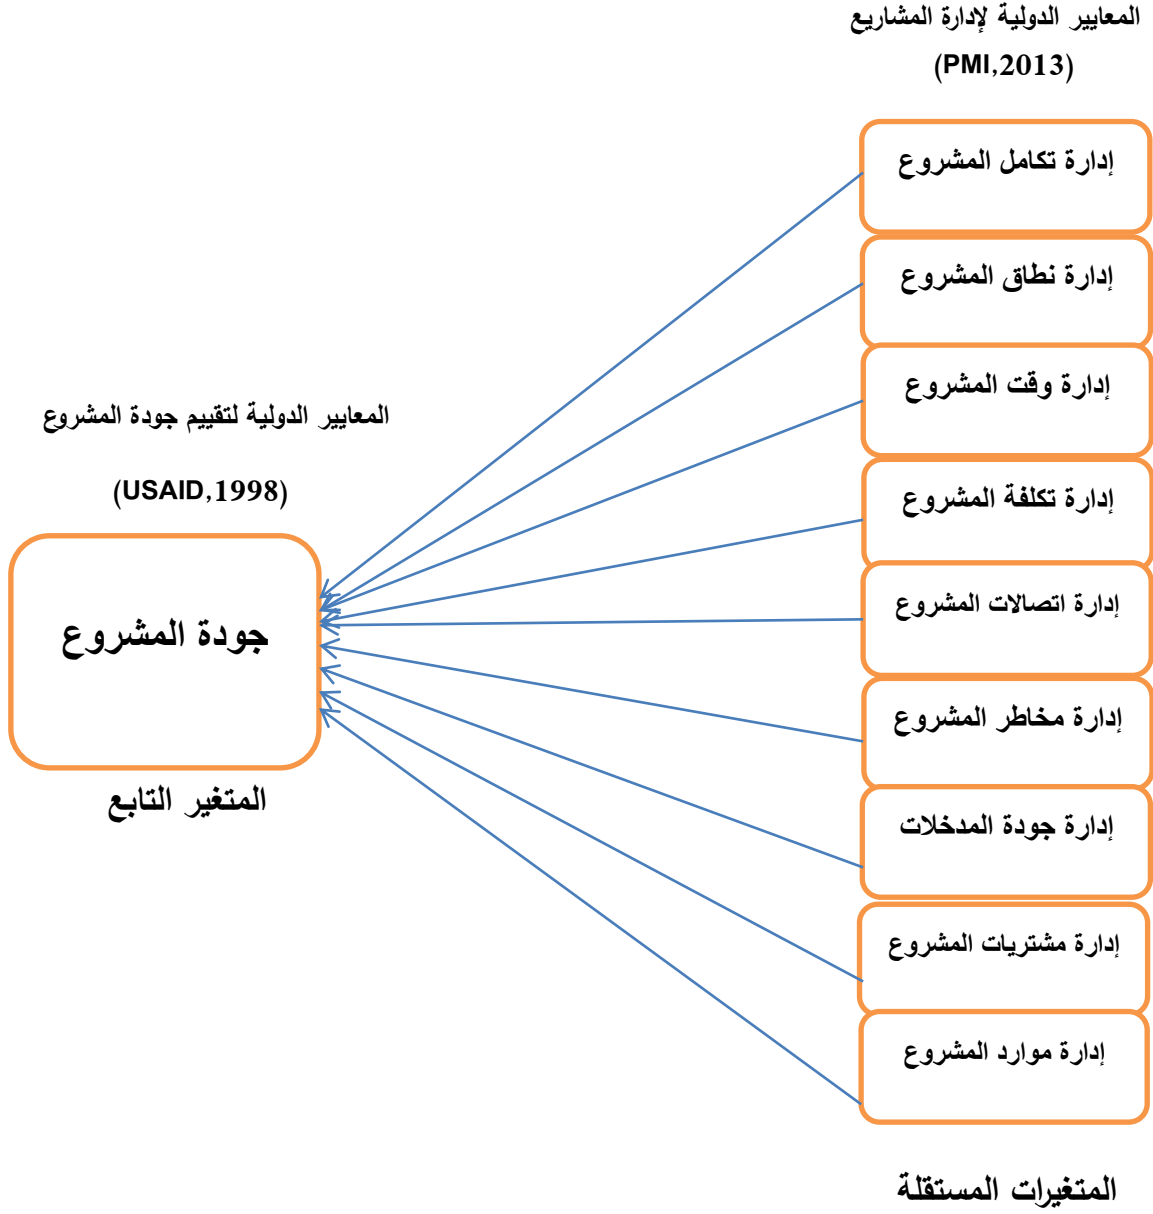 المعايير الدولية لإدارة المشاريع
(PMI,2013)
إدارة تكامل المشروع
إدارة نطاق المشروع
إدارة وقت المشروع
إدارة تكلفة المشروع
إدارة اتصالات المشروع
إدارة مخاطر المشروع
إدارة جودة المدخلات
إدارة مشتريات المشروع
إدارة موارد المشروع
المتغيرات المستقلة
المعايير الدولية لتقييم جودة المشروع
(USAID,1998)
جودة المشروع
المتغير التابع